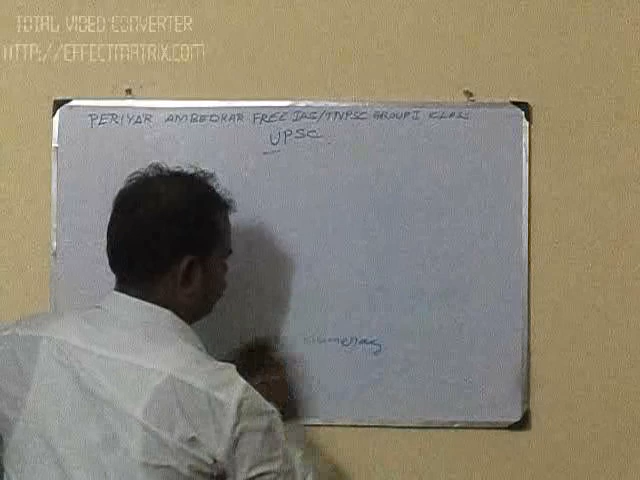 TOTAL VIDEO CONVERTER
HTTP://EFFECTMATRIX.COM
PERIYAR AMBEDKAR FREE IAS/TNPSC GROUP I CLASS
UPSC